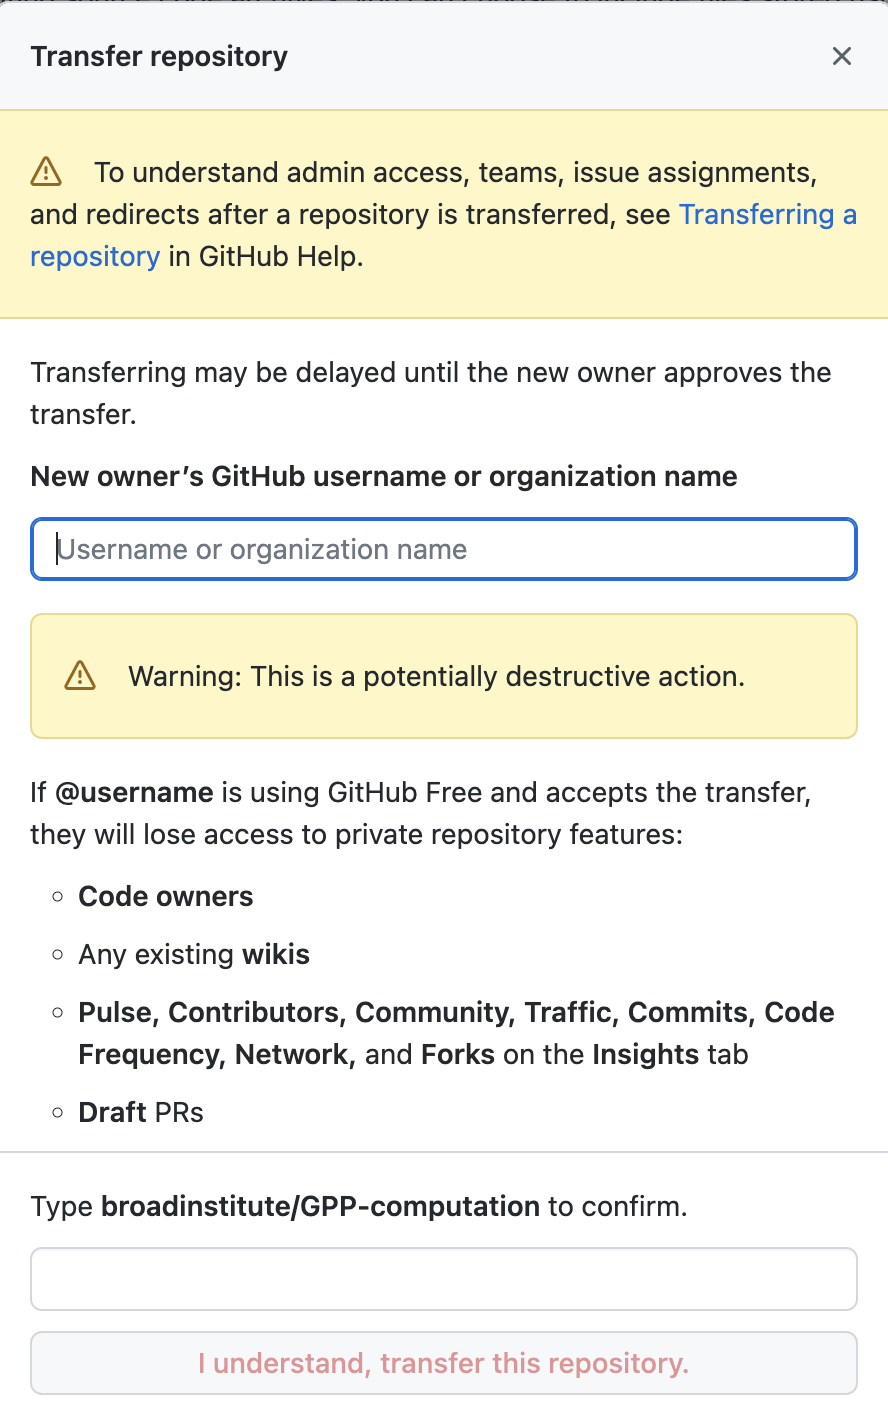 Transfer repository
To understand admin access, teams, issue assignments,
and redirects after a repository is transferred, see Transferring a
repository in GitHub Help.
Transferring may be delayed until the new owner approves the
transfer.
New owner’s GitHub username or organization name
Username or organization name
Warning: This is a potentially destructive action.
If @username is using GitHub Free and accepts the transfer,
they will lose access to private repository features:
Code owners
Any existing wikis
Pulse, Contributors, Community, Traffic, Commits, Code
Frequency, Network, and Forks on the Insights tab
Draft PRs
Type broadinstitute/GPP-computation to confirm.
I understand, transfer this repository.